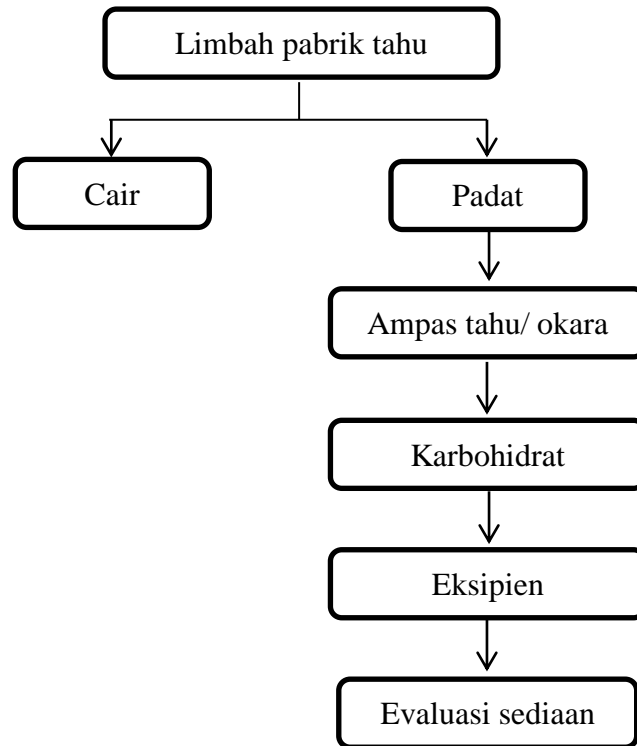 Limbah pabrik tahu
Cair
Padat
Ampas tahu/ okara
Karbohidrat
Eksipien
Evaluasi sediaan